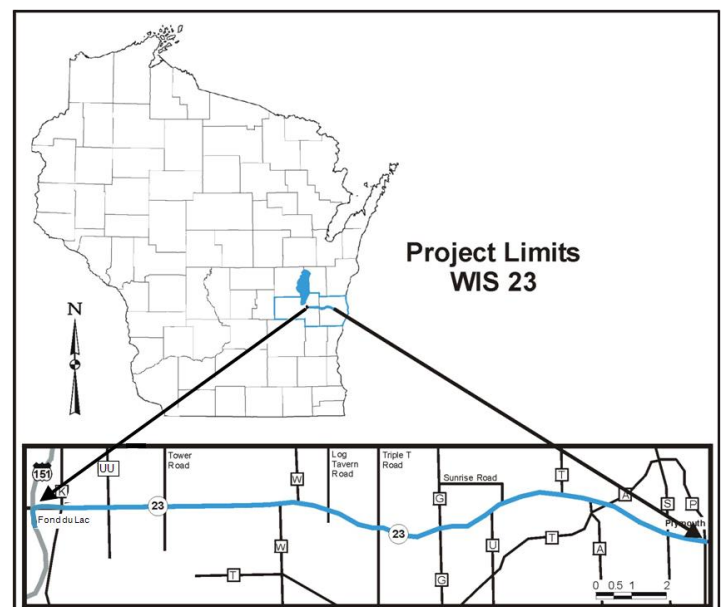 Project Limits
WIS 23
N
151
K
UU
Tower
Road
W
Log
Tavern
Road
Triple T
Road
Sunrise Road
G
T
A
S
P
23
Fond du Lac
W
T
23
G
U
T
A
Plymouth
0 0.5 1 2